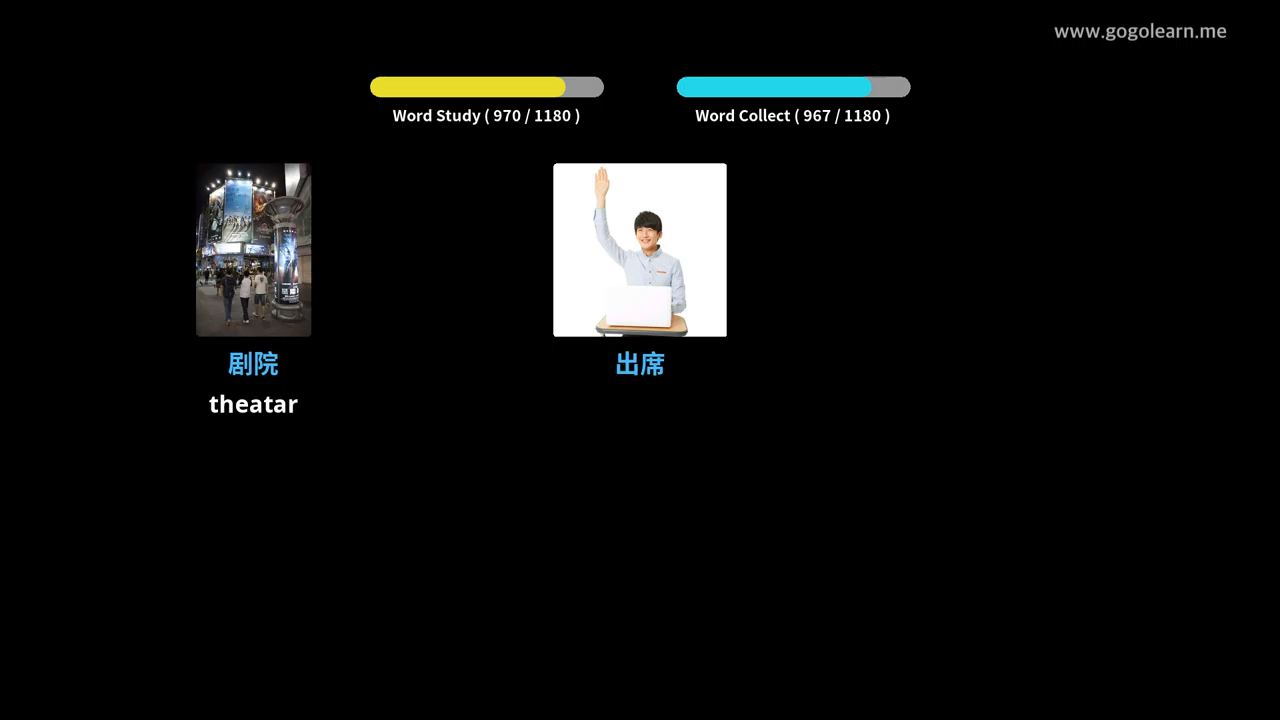 www.gogolearn.me
Word Study ( 970 / 1180 )
Word Collect ( 967 / 1180 )
剧院
出席
theatar